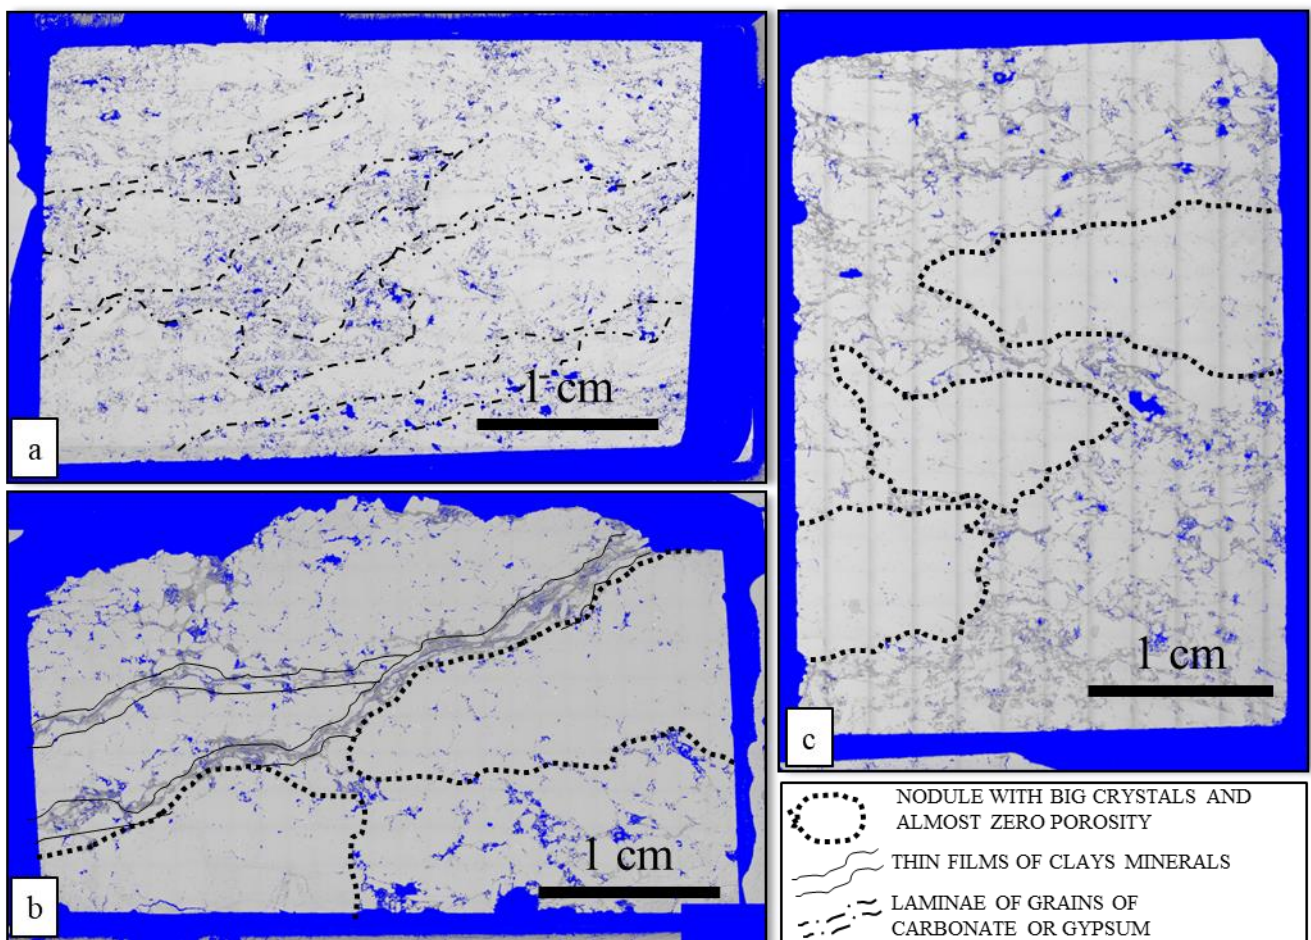 1 cm
a
1 cm
b
1 cm
c
NODULE WITH BIG CRYSTALS AND
ALMOST ZERO POROSITY
THIN FILMS OF CLAYS MINERALS
LAMINAE OF GRAINS OF
CARBONATE OR GYPSUM